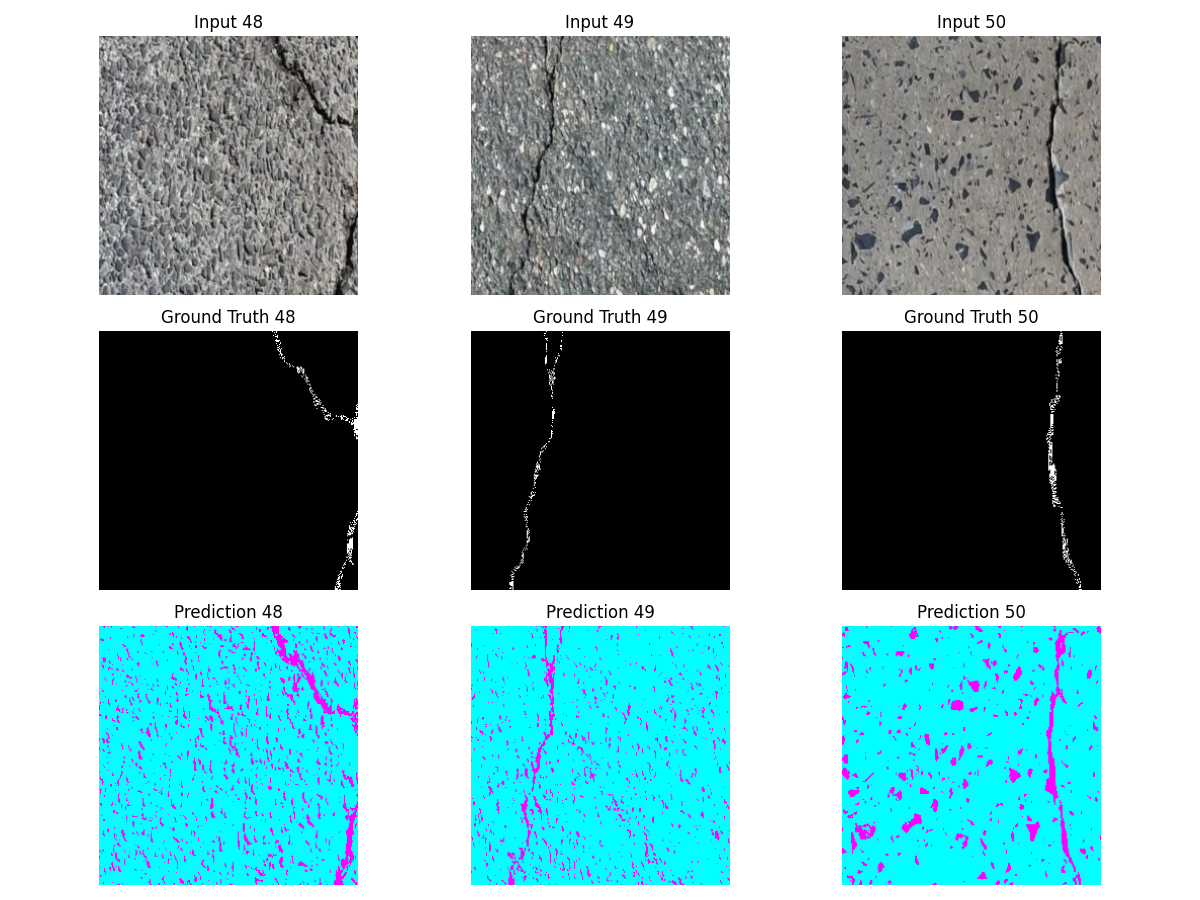 Input 48
Input 49
Input 50
Ground Truth 48
Ground Truth 49
Ground Truth 50
Prediction 48
Prediction 49
Prediction 50